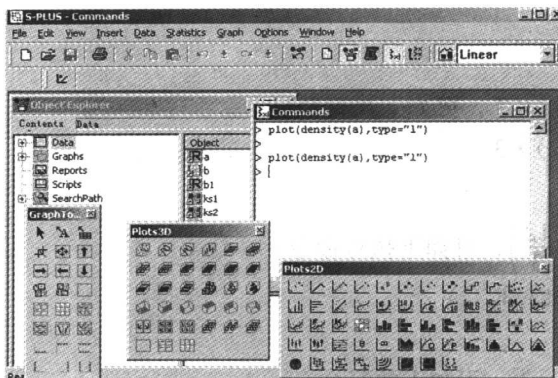 S-PLUS - Commands
File Edit View Insert Data Statistics Graph Options Window Help
Linear
Object Explorer
Contents Data
Data
Graphs
Reports
Scripts
SearchPath
Object
a
b
b1
ks1
ks2
Commands
> plot(density(a),type="l")
>
> plot(density(a),type="l")
>
GraphTo...
Plots3D
Plots2D